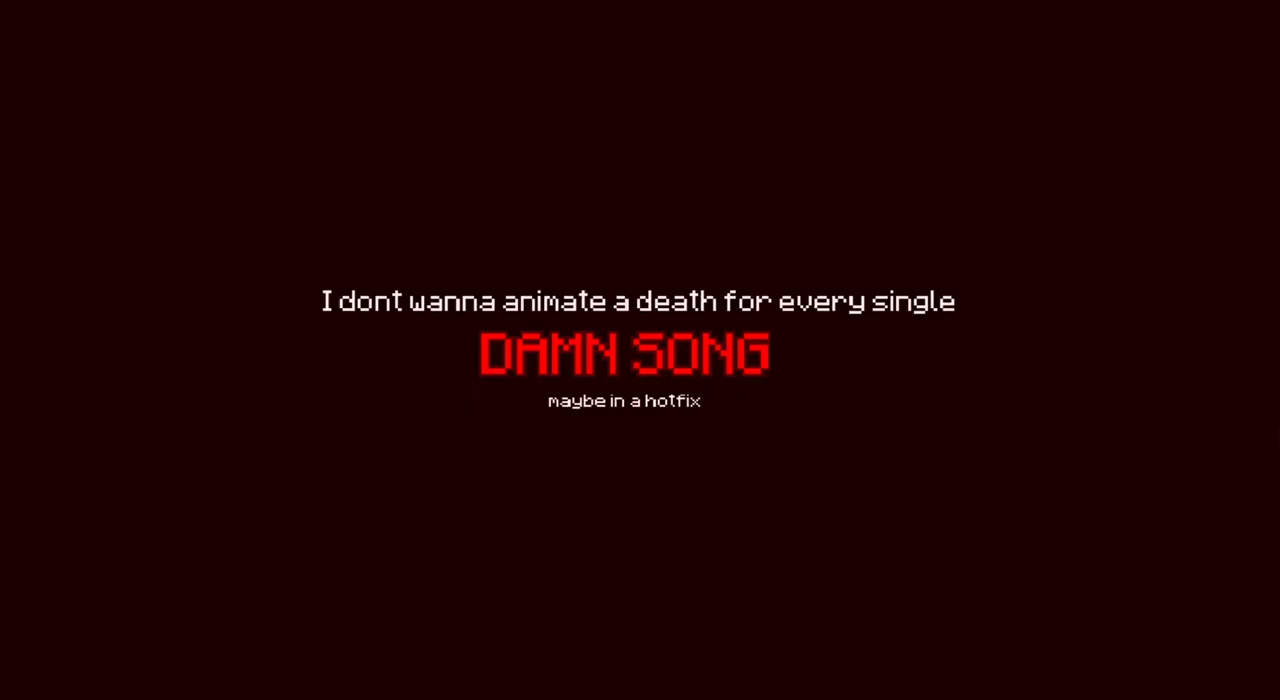 I dont wanna animate a death for every single
DAMN SONG
maybe in a hotfix